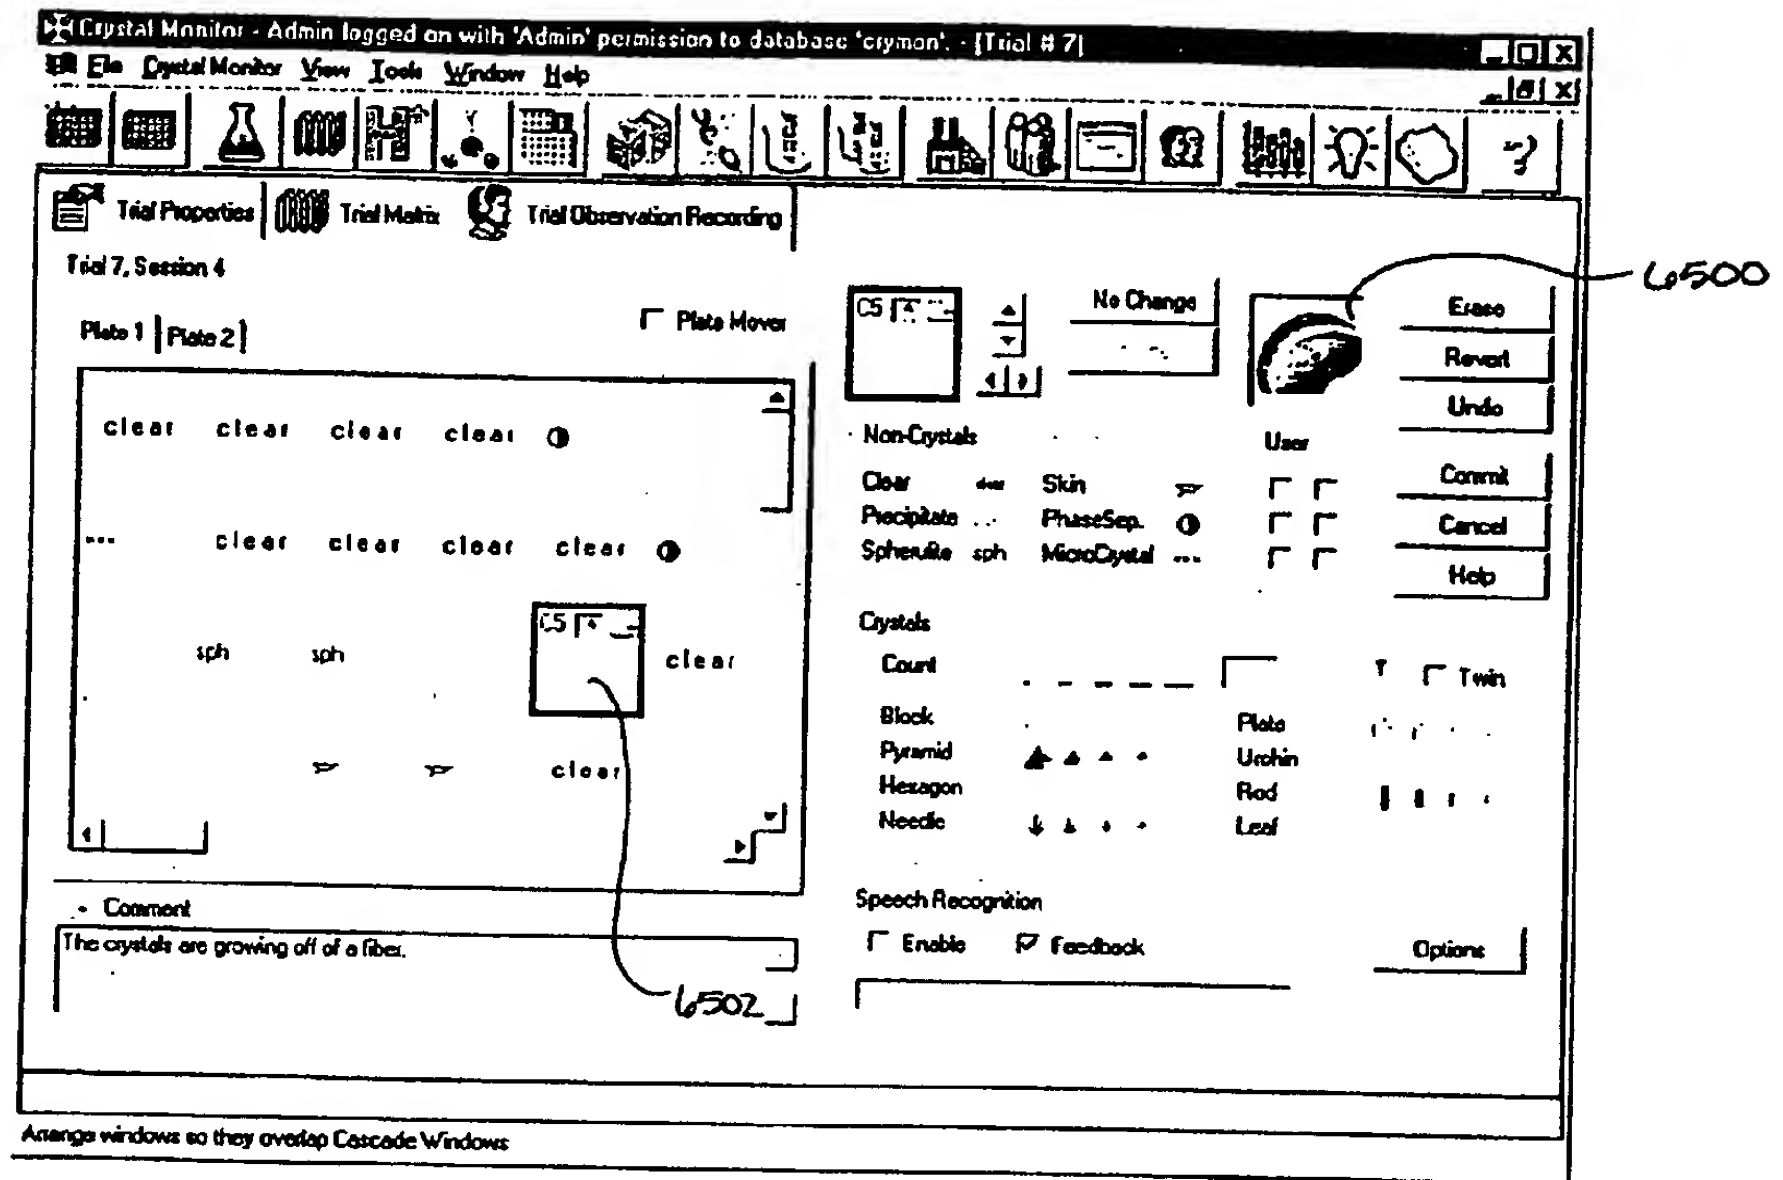 Crystal Monitor - Admin logged on with 'Admin' permission to database 'crymon'. - [Trial # 7]
File Crystal Monitor View Tools Window Help
Trial Properties Trial Matrix Trial Observation Recording
Trial 7, Session 4
6500
Plate 1 Plate 2
Plate Mover
C5
No Change
Erase
Revert
Undo
Commit
Cancel
Help
clear clear clear clear
clear clear clear clear
sph sph C5 clear
clear
Non-Crystals User
Clear clear Skin
Precipitate PhaseSep.
Spherulite sph MicroCrystal
Crystals
Count Twin
Block Plate
Pyramid Urchin
Hexagon Rod
Needle Leaf
Comment
The crystals are growing off of a fiber.
6502
Speech Recognition
Enable Feedback Options
Arrange windows so they overlap Cascade Windows